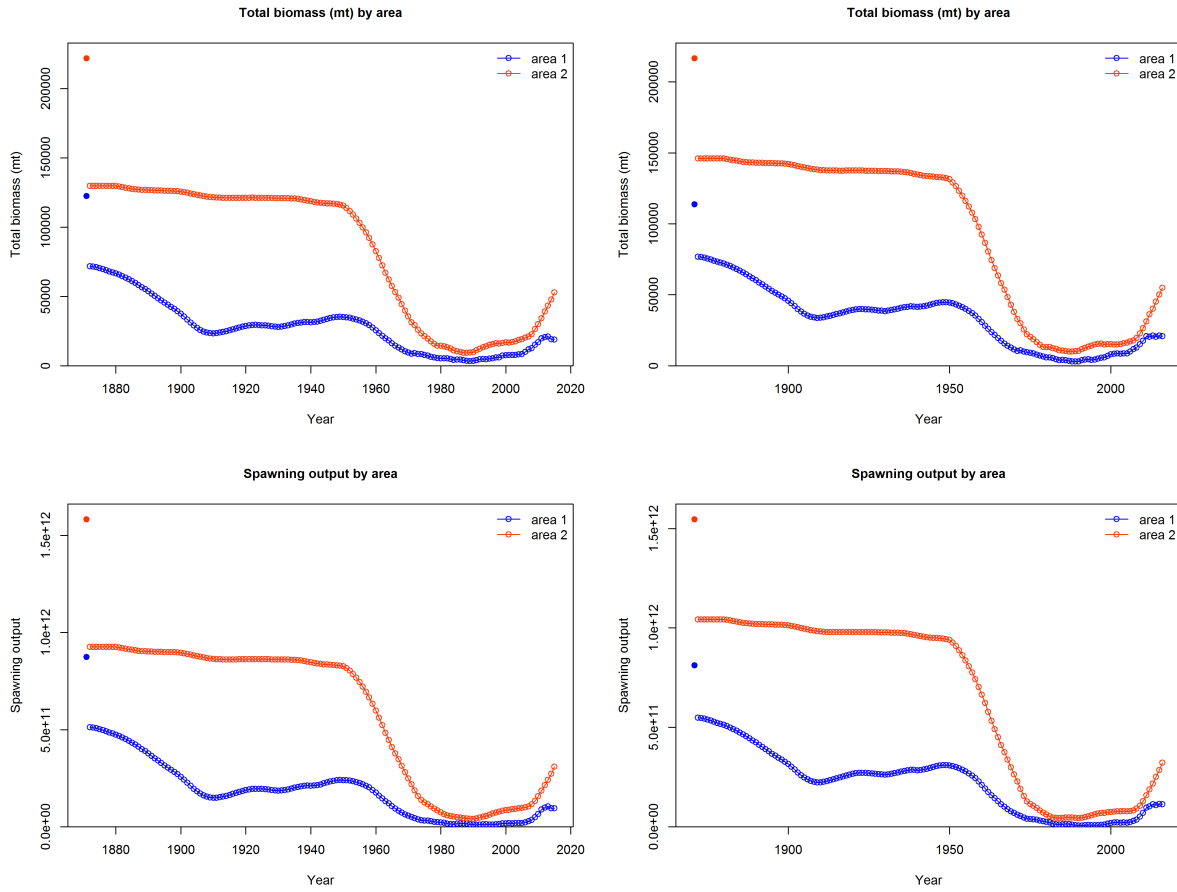 Total biomass (mt) by area
Total biomass (mt)
200000
150000
100000
50000
0
area 1
area 2
1880 1900 1920 1940 1960 1980 2000 2020
Year
Total biomass (mt) by area
Total biomass (mt)
200000
150000
100000
50000
0
area 1
area 2
1900 1950 2000
Year
Spawning output by area
Spawning output
1.5e+12
1.0e+12
5.0e+11
0.0e+00
area 1
area 2
1880 1900 1920 1940 1960 1980 2000 2020
Year
Spawning output by area
Spawning output
1.5e+12
1.0e+12
5.0e+11
0.0e+00
area 1
area 2
1900 1950 2000
Year